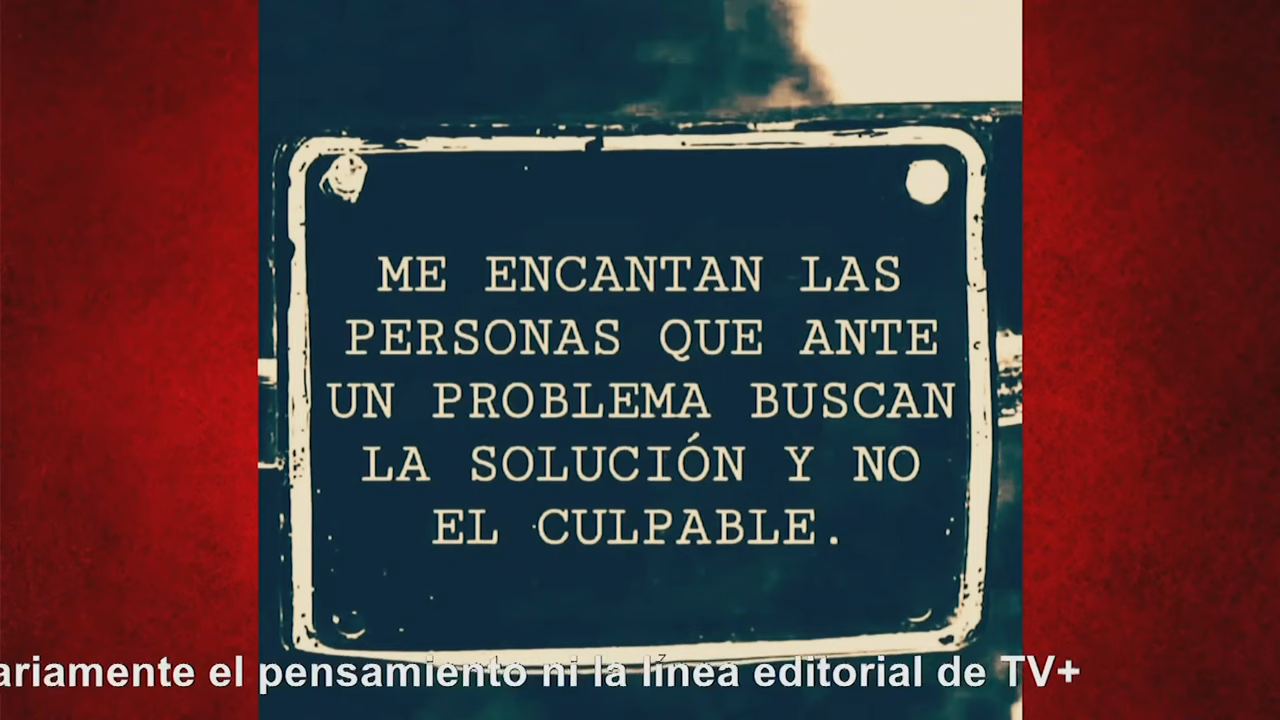 ME ENCANTAN LAS
PERSONAS QUE ANTE
UN PROBLEMA BUSCAN
LA SOLUCIÓN Y NO
EL CULPABLE.
ariamente el pensamiento ni la línea editorial de TV+